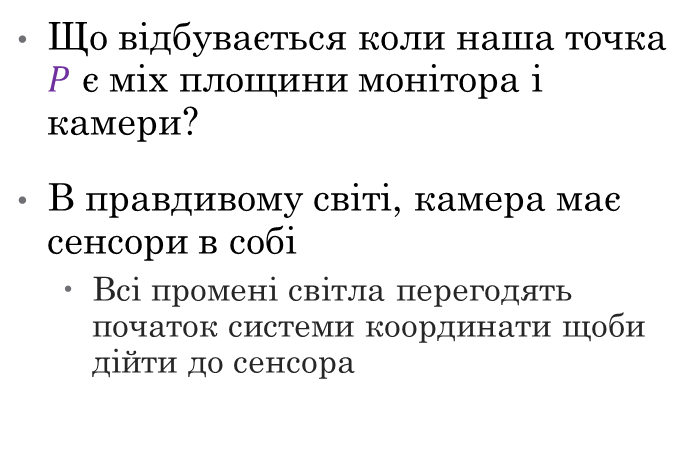 • Що відбувається коли наша точка
P є міх площини монітора і
камери?
• В правдивому світі, камера має
сенсори в собі
• Всі промені світла перегодять
початок системи координати щоби
дійти до сенсора